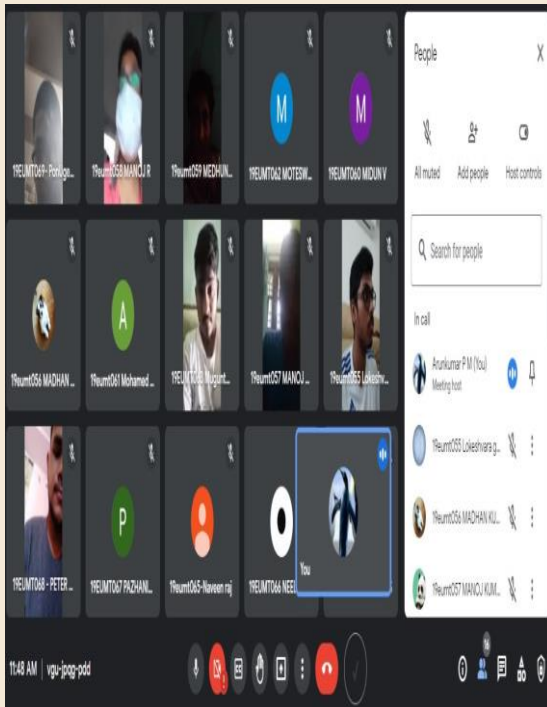 People
All muted
Add people
Host controls
Search for people
In call
Arunkumar P M (You)
Meeting host
19eumt055 Lokeshvara g...
19eumt056 MADHAN KU...
19eumt057 MANOJ KUM...
19EUMT069- Ponluge...
19eumt058 MANOJ R
19eumt059 MEDHUN...
M
19EUMT062 MOTESW...
M
19EUMT060 MIDUN V
19eumt056 MADHAN ...
A
19eumt061 Mohamed ...
Mugunt...
19eumt057 MANOJ ...
19eumt055 Lokeshv...
19EUMT068 - PETER ...
P
19EUMT067 PAZHANI...
19eumt065-Naveen raj
19EUMT066 NEE
You
11:48 AM | vgu-jpqg-pdd
16